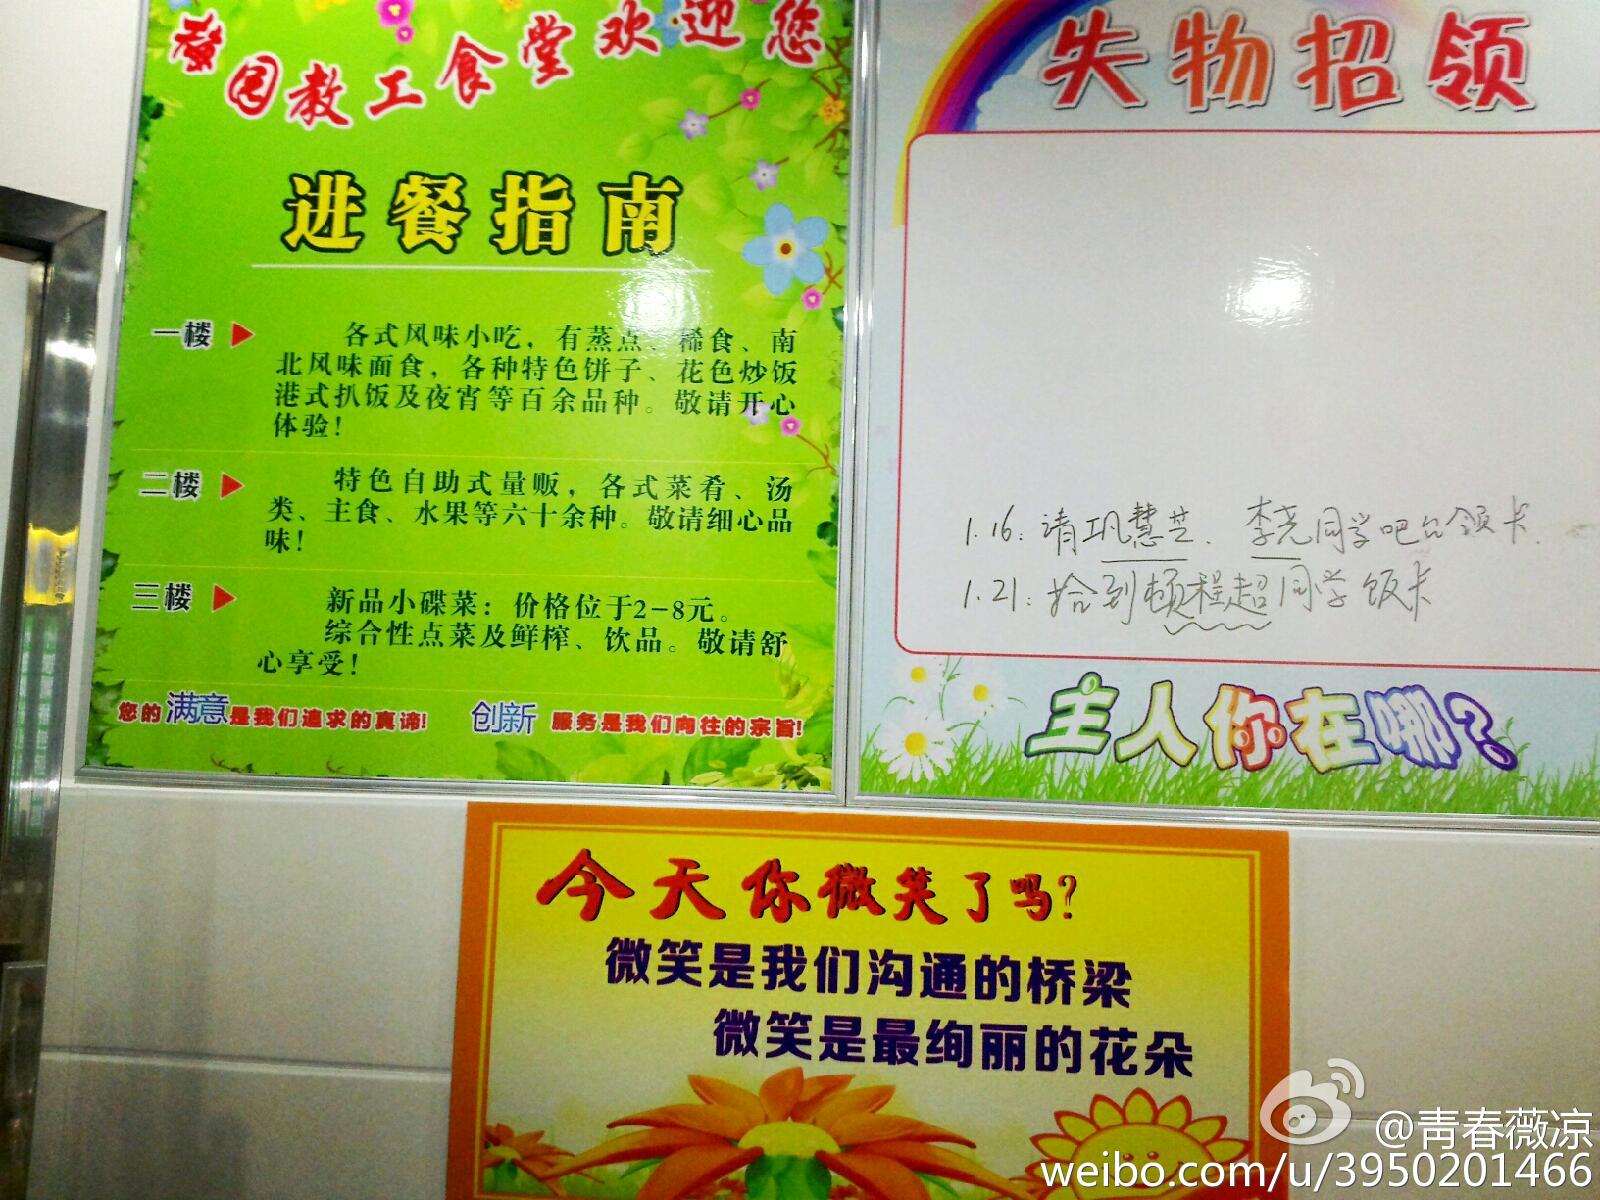 馨园教工食堂欢迎您
进餐指南
一楼 各式风味小吃，有蒸点、稀食、南
北风味面食，各种特色饼子、花色炒饭
港式扒饭及夜宵等百余品种。敬请开心
体验！
二楼 特色自助式量贩，各式菜肴、汤
类、主食、水果等六十余种。敬请细心品
味！
三楼 新品小碟菜：价格位于2-8元。
综合性点菜及鲜榨、饮品。敬请舒
心享受！
您的满意是我们追求的真谛！ 创新 服务是我们向往的宗旨！
失物招领
1.16：请巩慧芝、李尧同学吧台领卡.
1.21：拾到顿程超同学饭卡
主人你在哪？
今天你微笑了吗？
微笑是我们沟通的桥梁
微笑是最绚丽的花朵
@青春薇凉
weibo.com/u/3950201466